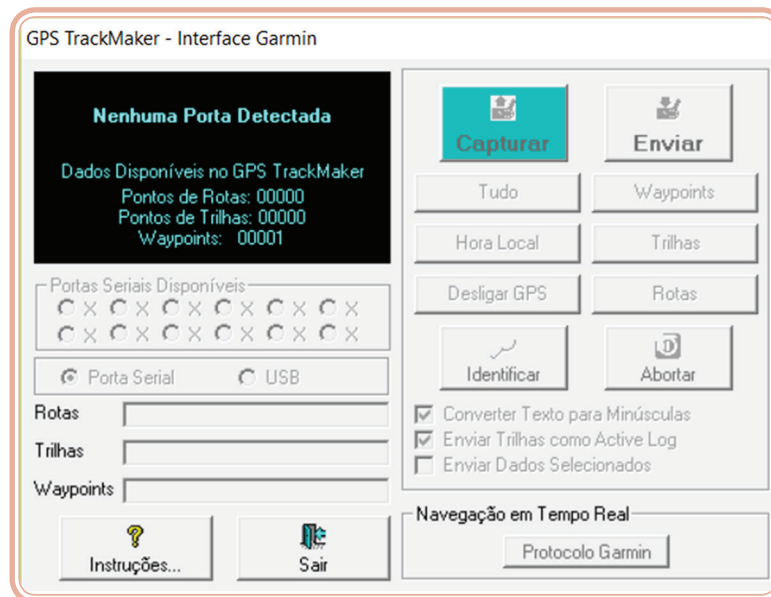 GPS TrackMaker - Interface Garmin
Nenhuma Porta Detectada
Dados Disponíveis no GPS TrackMaker
Pontos de Rotas: 00000
Pontos de Trilhas: 00000
Waypoints: 00001
Portas Seriais Disponíveis
X X X X X X
X X X X X X
Porta Serial USB
Rotas
Trilhas
Waypoints
Instruções... Sair
Capturar Enviar
Tudo Waypoints
Hora Local Trilhas
Desligar GPS Rotas
Identificar Abortar
Converter Texto para Minúsculas
Enviar Trilhas como Active Log
Enviar Dados Selecionados
Navegação em Tempo Real
Protocolo Garmin